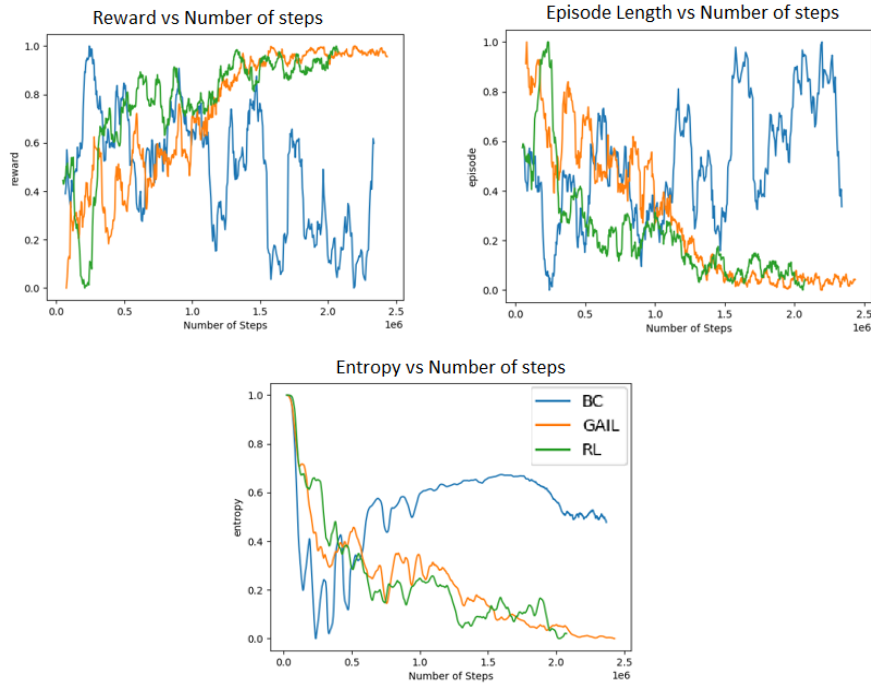 Reward vs Number of steps
Episode Length vs Number of steps
1.0
0.8
0.6
0.4
0.2
0.0
reward
0.0
0.5
1.0
1.5
2.0
2.5
Number of Steps
1e6
1.0
0.8
0.6
0.4
0.2
0.0
episode
0.0
0.5
1.0
1.5
2.0
2.5
Number of Steps
1e6
Entropy vs Number of steps
1.0
0.8
0.6
0.4
0.2
0.0
entropy
BC
GAIL
RL
0.0
0.5
1.0
1.5
2.0
2.5
Number of Steps
1e6